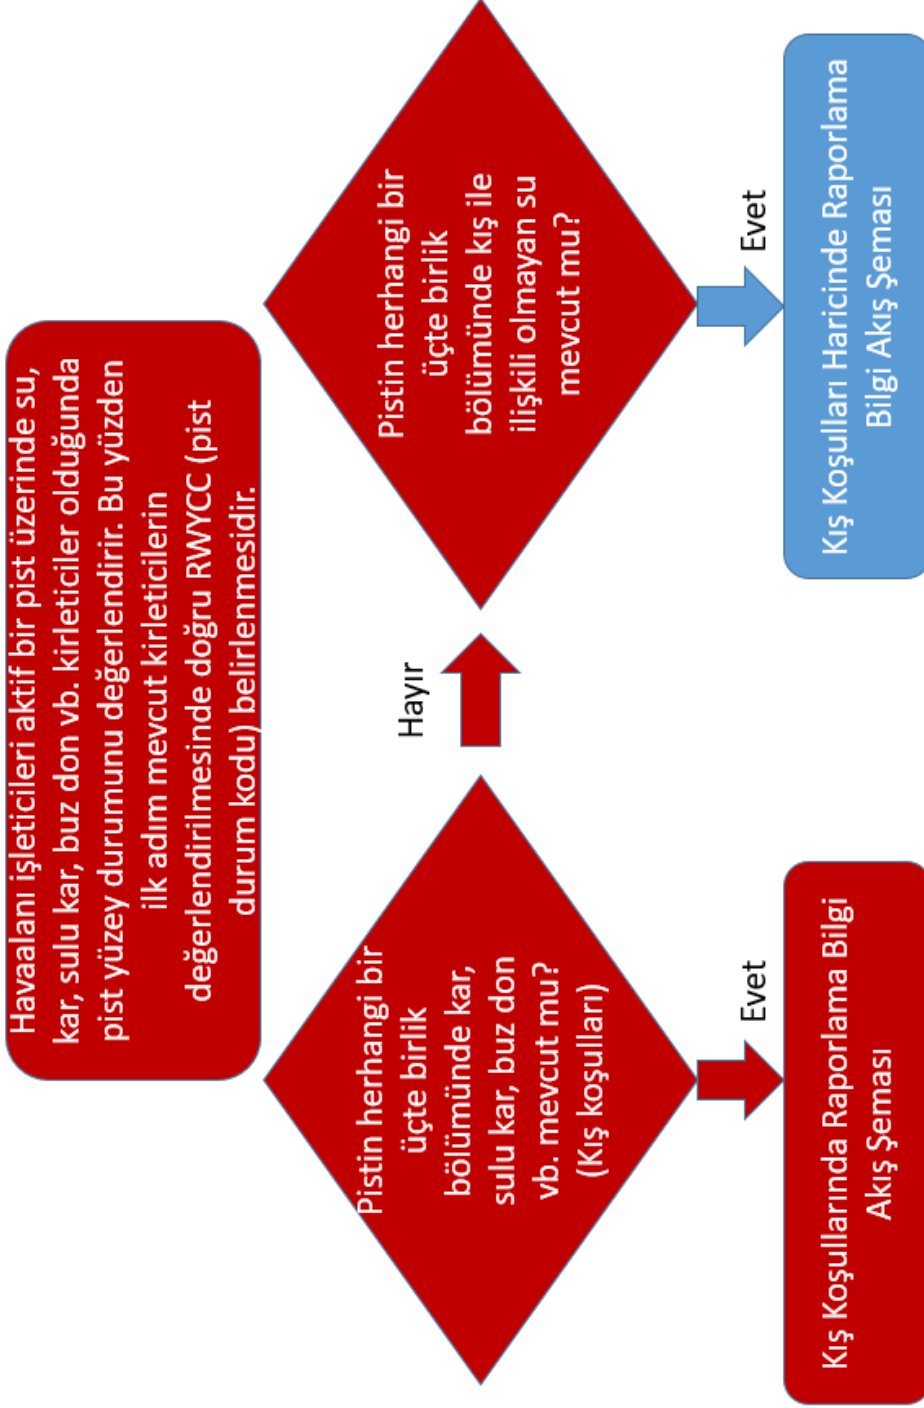 Havaalanı işleticileri aktif bir pist üzerinde su,
kar, sulu kar, buz don vb. kirleticiler olduğunda
pist yüzey durumunu değerlendirir. Bu yüzden
ilk adım mevcut kirleticilerin
değerlendirilmesinde doğru RWYCC (pist
durum kodu) belirlenmesidir.
Pistin herhangi bir
üçte birlik
bölümünde kar,
sulu kar, buz don
vb. mevcut mu?
(Kış koşulları)
Hayır
Pistin herhangi bir
üçte birlik
bölümünde kış ile
ilişkili olmayan su
mevcut mu?
Evet
Evet
Kış Koşullarında Raporlama Bilgi
Akış Şeması
Kış Koşulları Haricinde Raporlama
Bilgi Akış Şeması